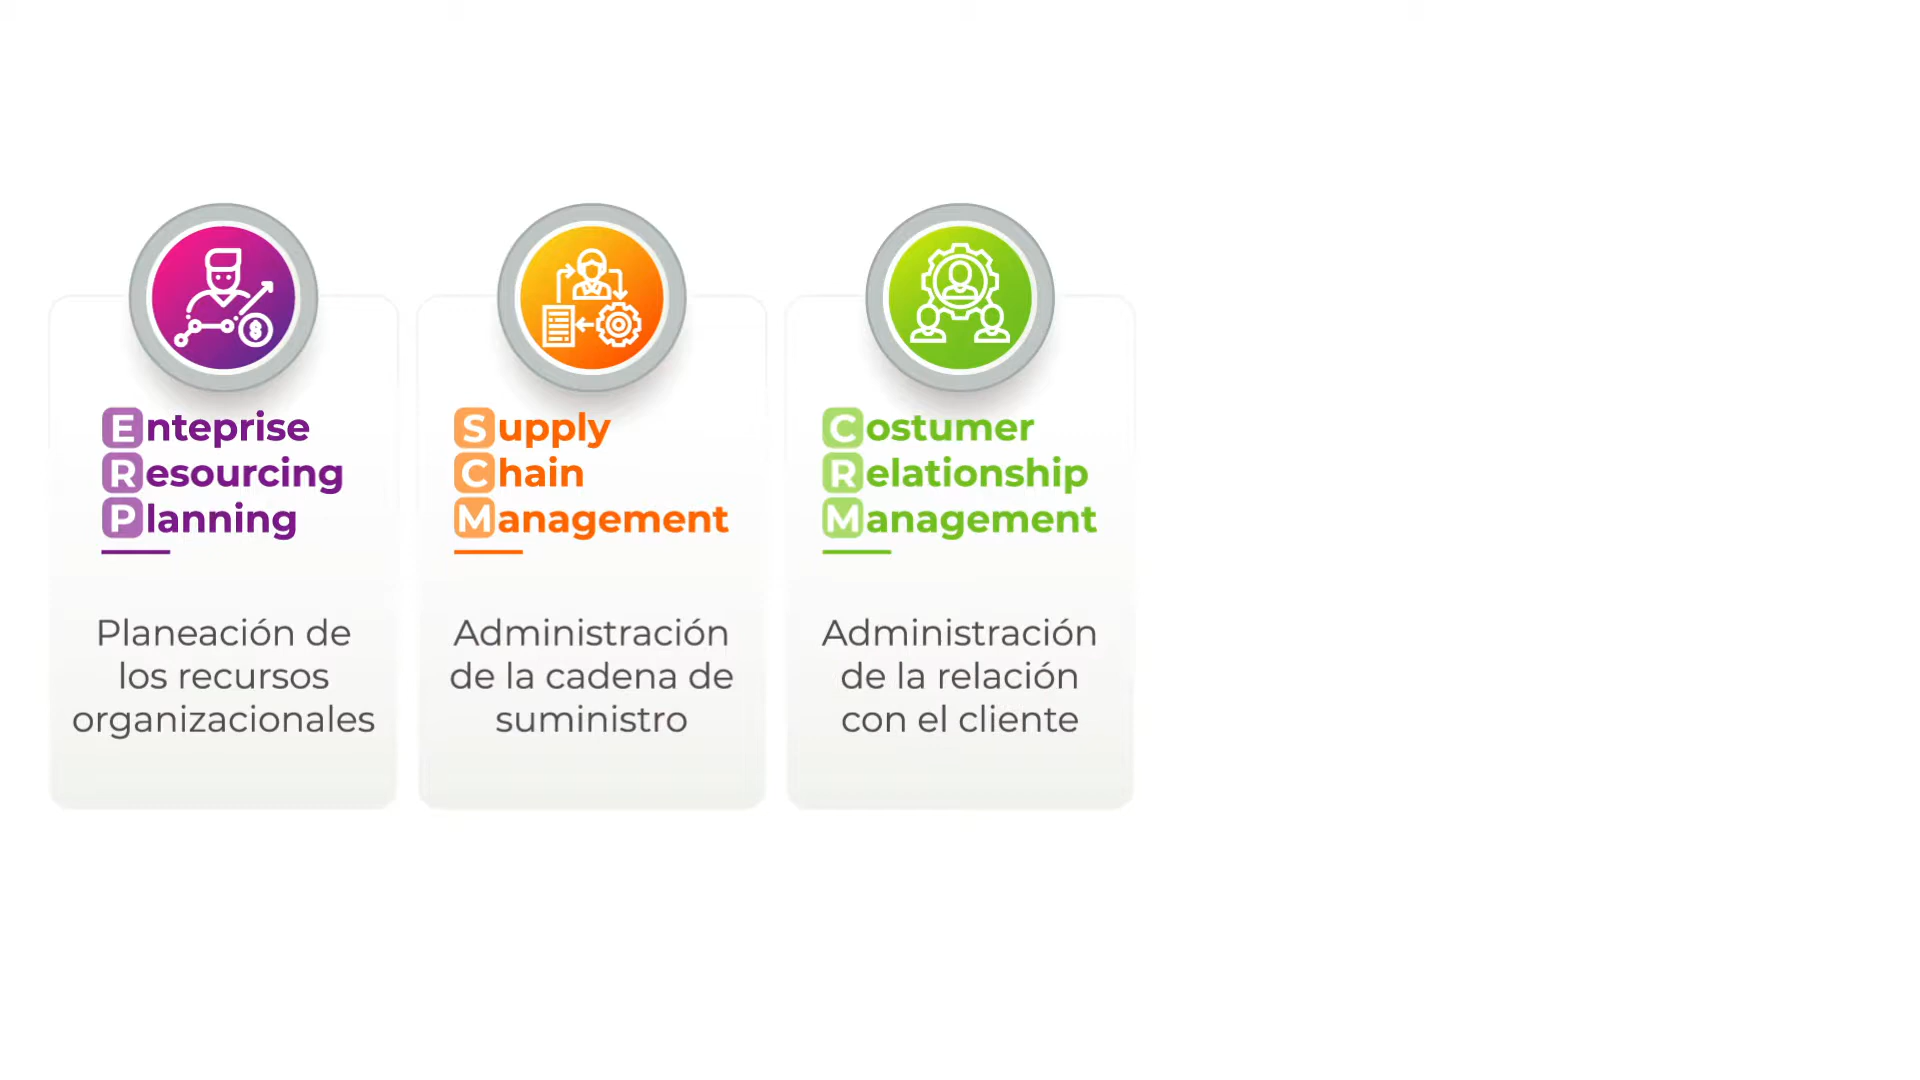 Enteprise
Resourcing
Planning
Planeación de
los recursos
organizacionales
Supply
Chain
Management
Administración
de la cadena de
suministro
Costumer
Relationship
Management
Administración
de la relación
con el cliente